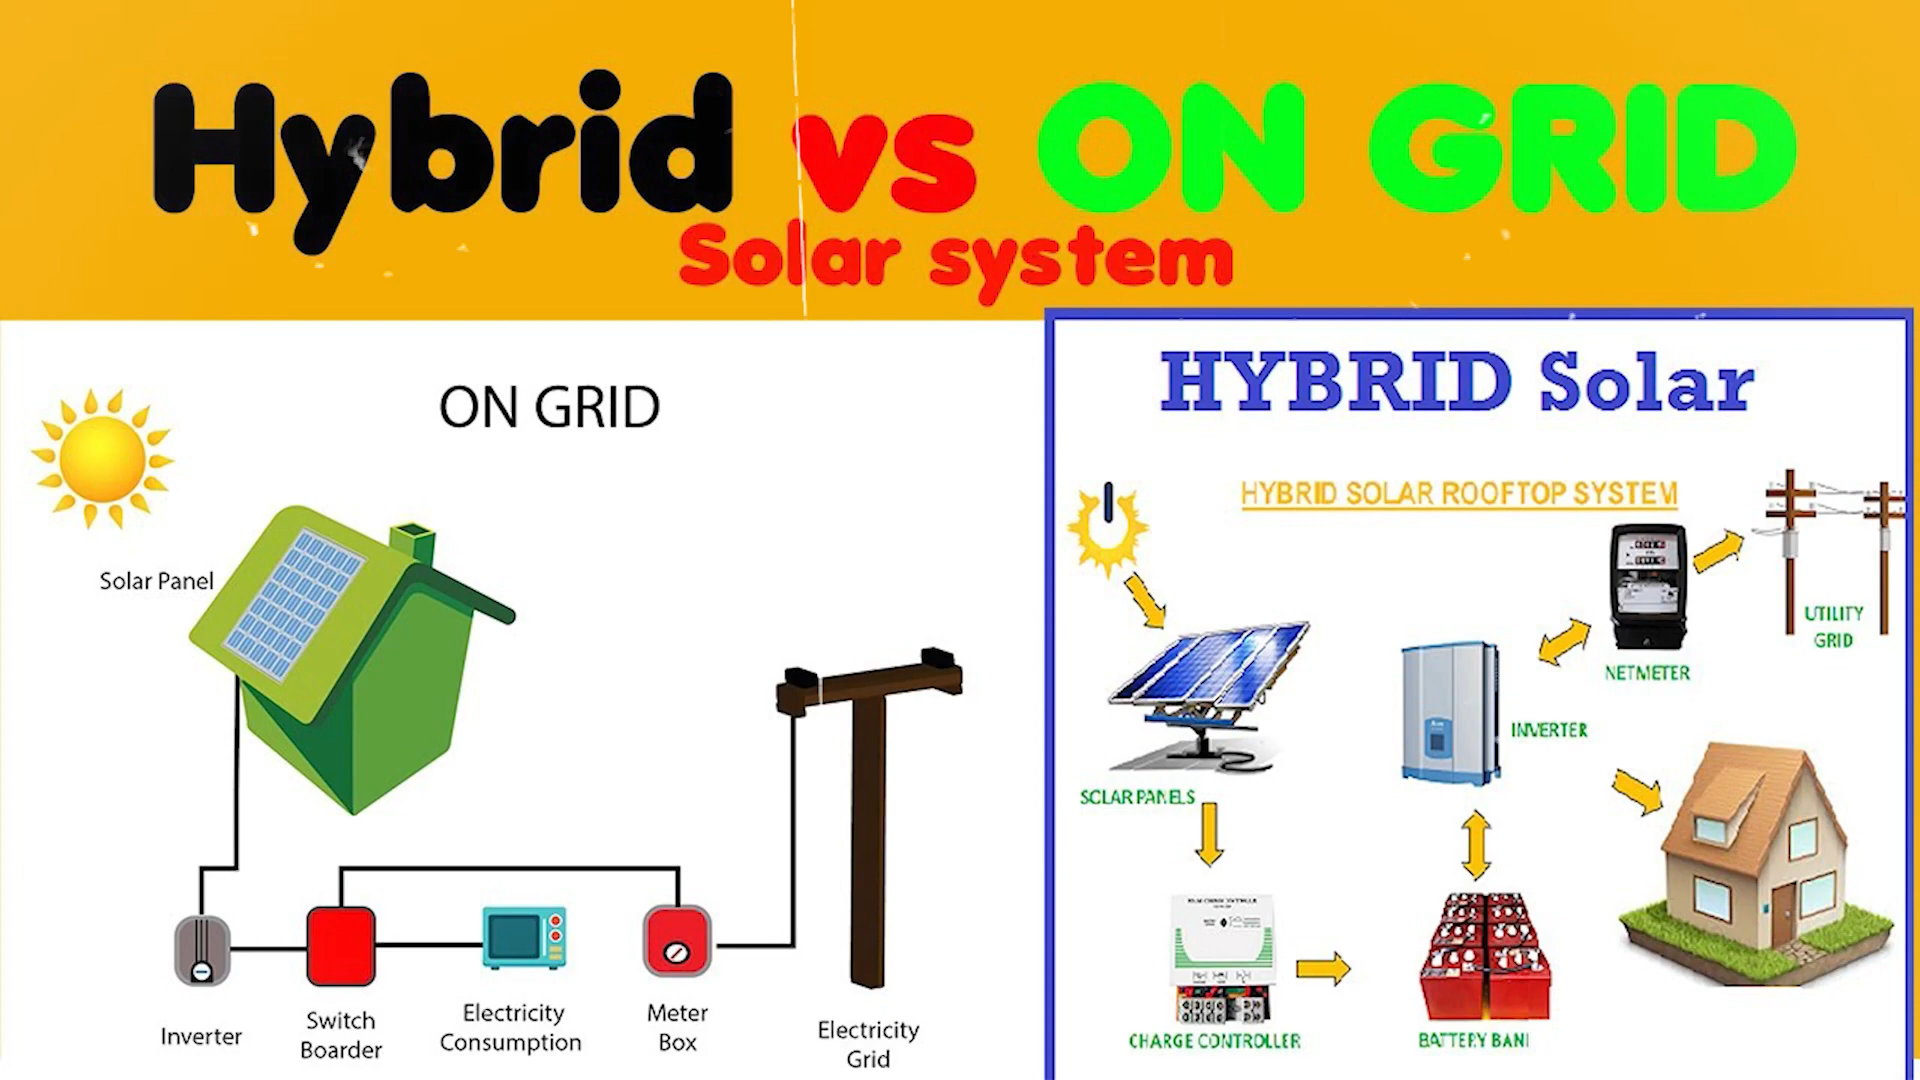 Hybrid vs ON GRID
Solar system
ON GRID
Solar Panel
Inverter
Switch
Boarder
Electricity
Consumption
Meter
Box
Electricity
Grid
HYBRID Solar
HYBRID SOLAR ROOFTOP SYSTEM
UTILITY
GRID
NETMETER
INVERTER
SOLAR PANELS
CHARGE CONTROLLER
BATTERY BANI